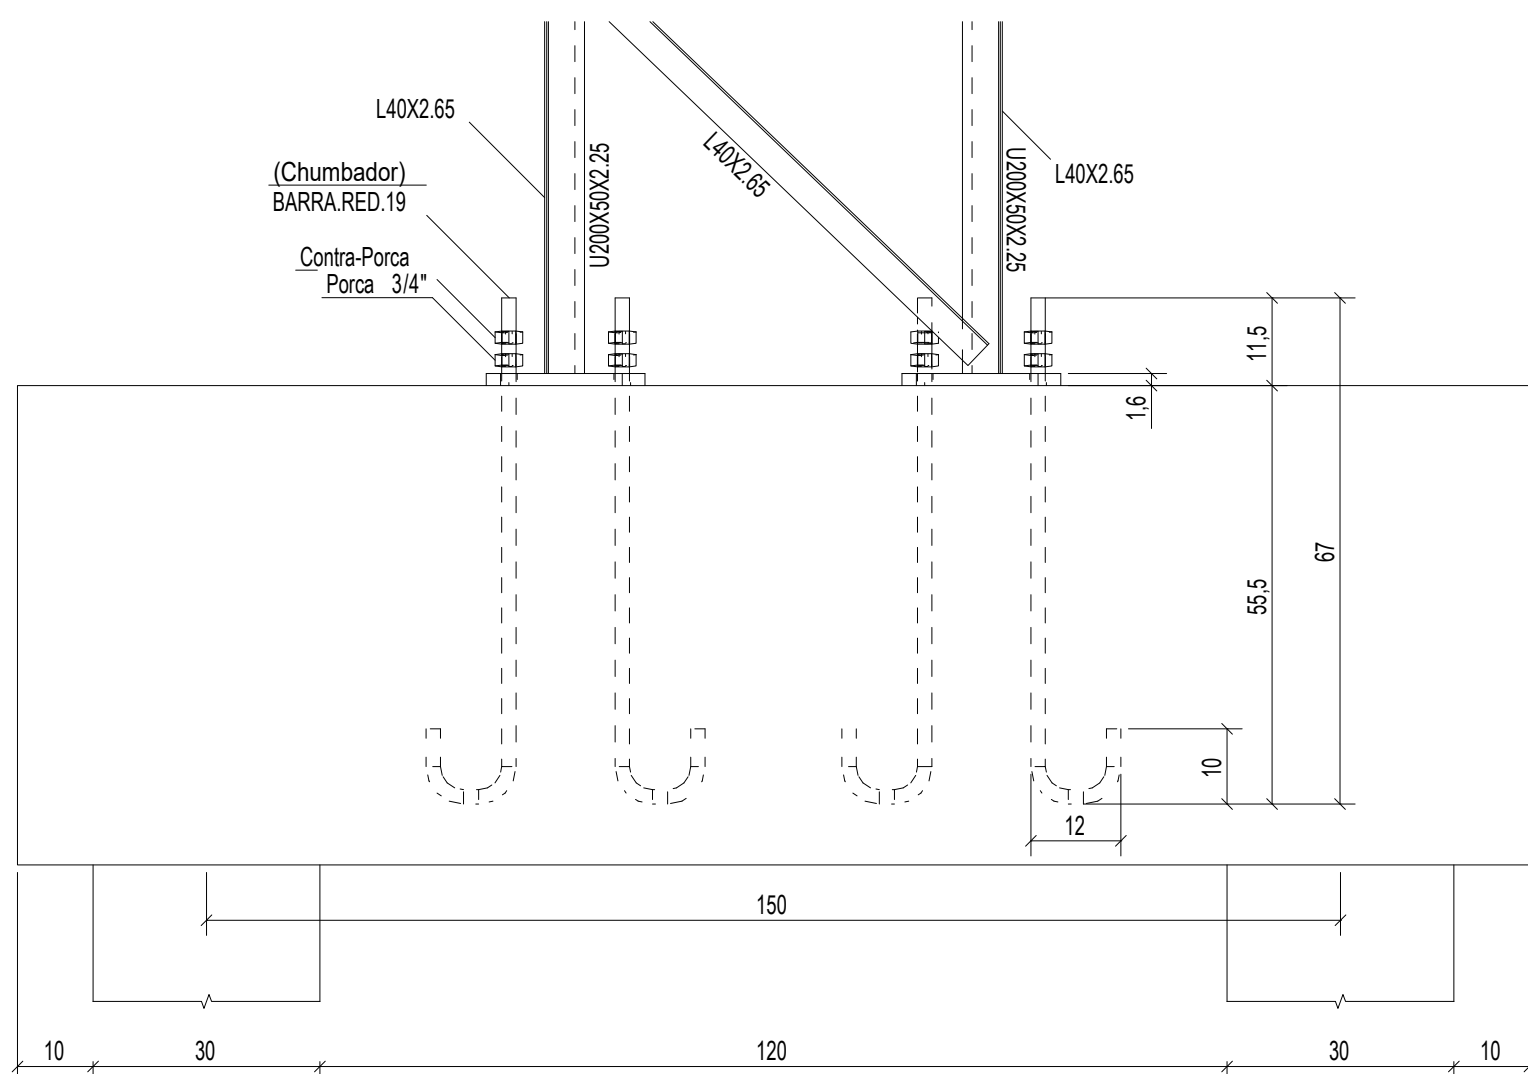 L40X2.65
(Chumbador)
BARRA.RED.19
U200X50X2.25
L40X2.65
U200X50X2.25
L40X2.65
Contra-Porca
Porca 3/4"
11,5
1,6
67
55,5
10
12
150
10
30
120
30
10